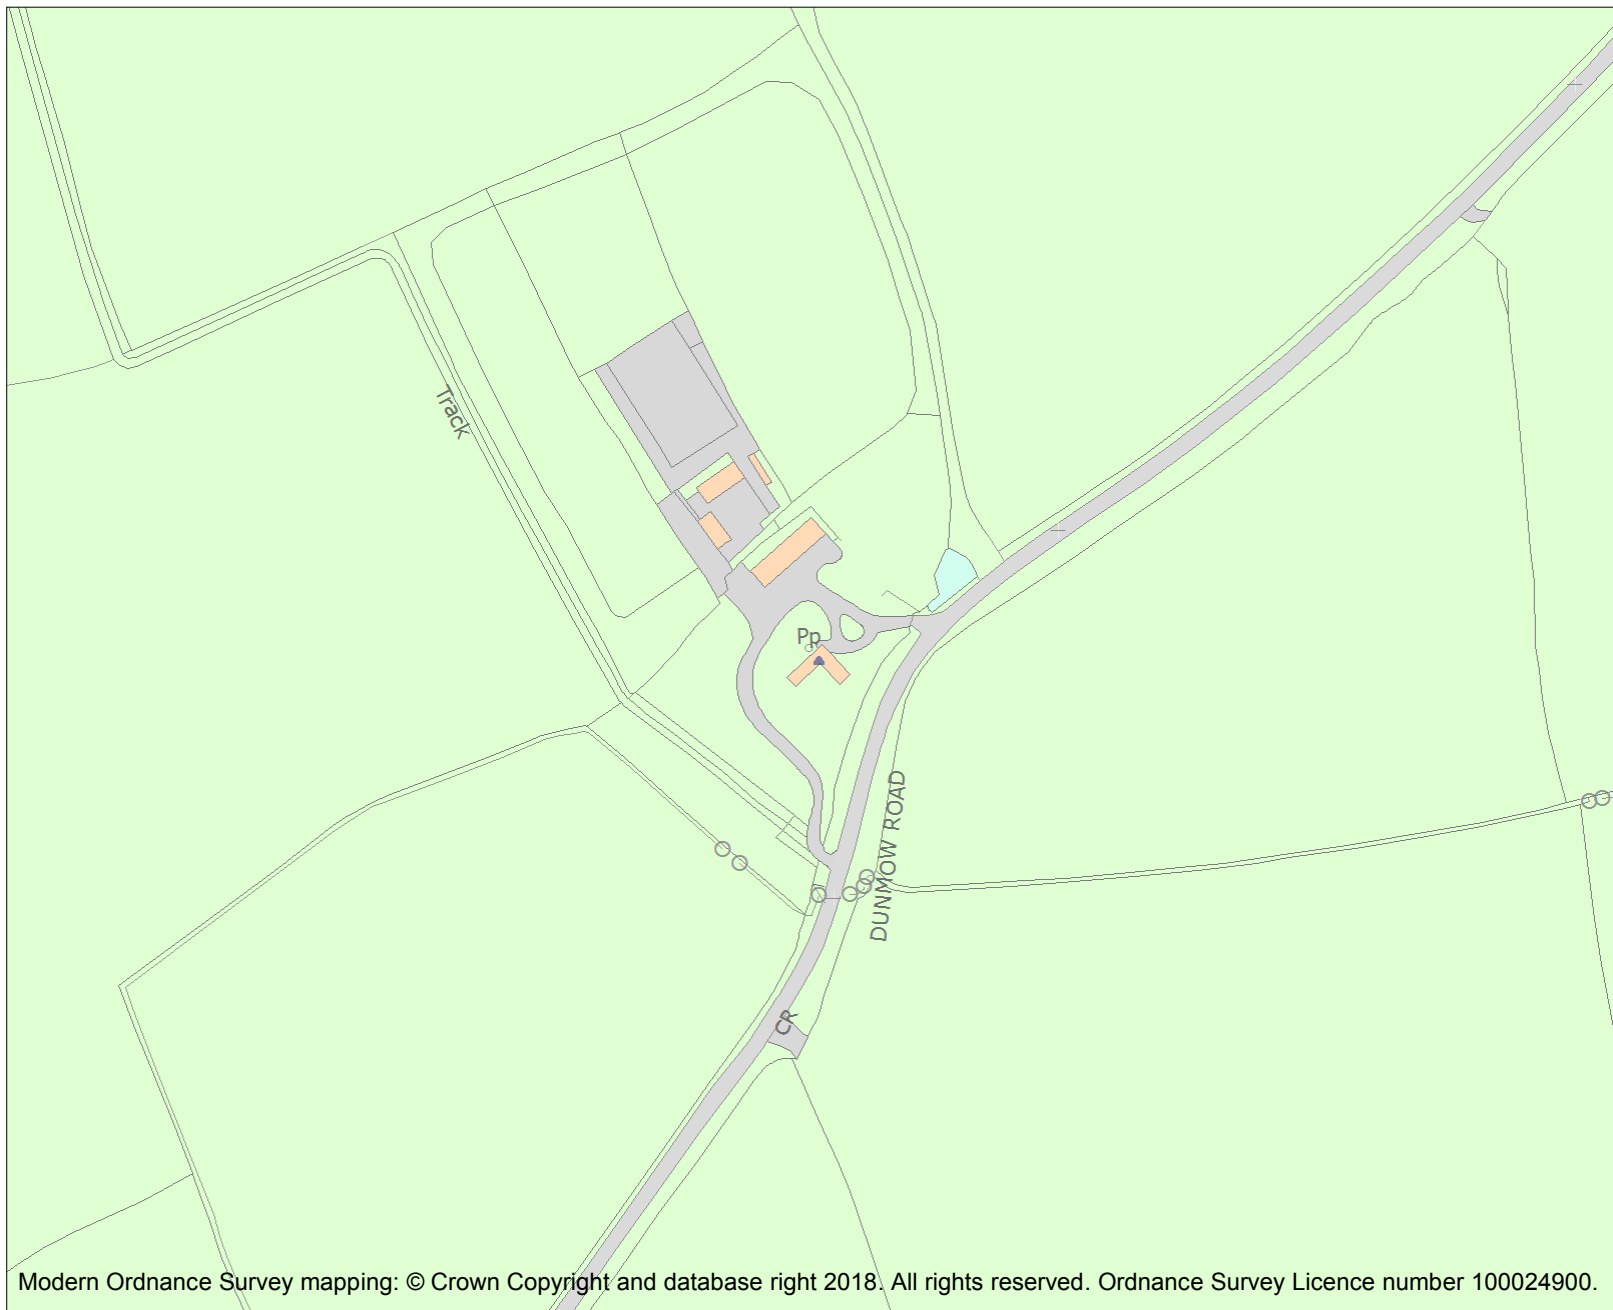 Track
Pp
DUNMOW ROAD
CR
Modern Ordnance Survey mapping: © Crown Copyright and database right 2018. All rights reserved. Ordnance Survey Licence number 100024900.